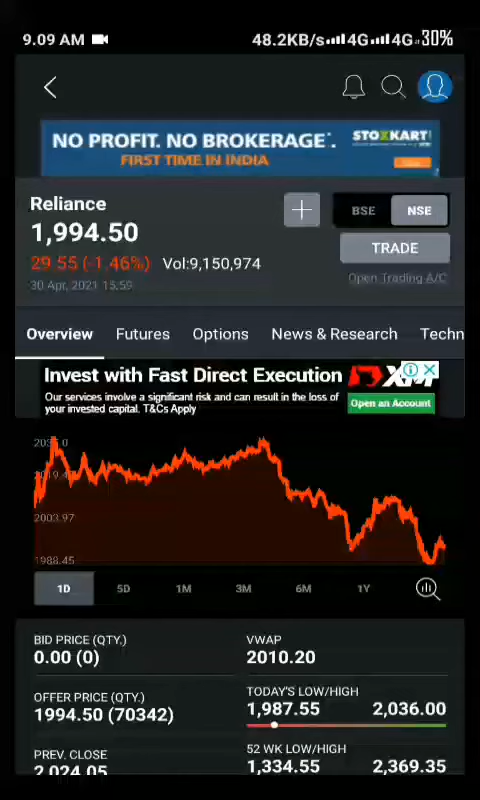 9.09 AM 48.2KB/s 4G 4G 30%
NO PROFIT. NO BROKERAGE*. STOXKART
FIRST TIME IN INDIA
Reliance
BSE NSE
1,994.50
TRADE
29.55 (-1.46%) Vol:9,150,974
Open Trading A/C
30 Apr, 2021 15:59
Overview Futures Options News & Research Techn
Invest with Fast Direct Execution XM
Our services involve a significant risk and can result in the loss of
your invested capital. T&Cs Apply
Open an Account
2003.97
1988.45
1D 5D 1M 3M 6M 1Y
BID PRICE (QTY.) VWAP
0.00 (0) 2010.20
OFFER PRICE (QTY.) TODAY'S LOW/HIGH
1994.50 (70342) 1,987.55 2,036.00
PREV. CLOSE 52 WK LOW/HIGH
2,024.05 1,334.55 2,369.35